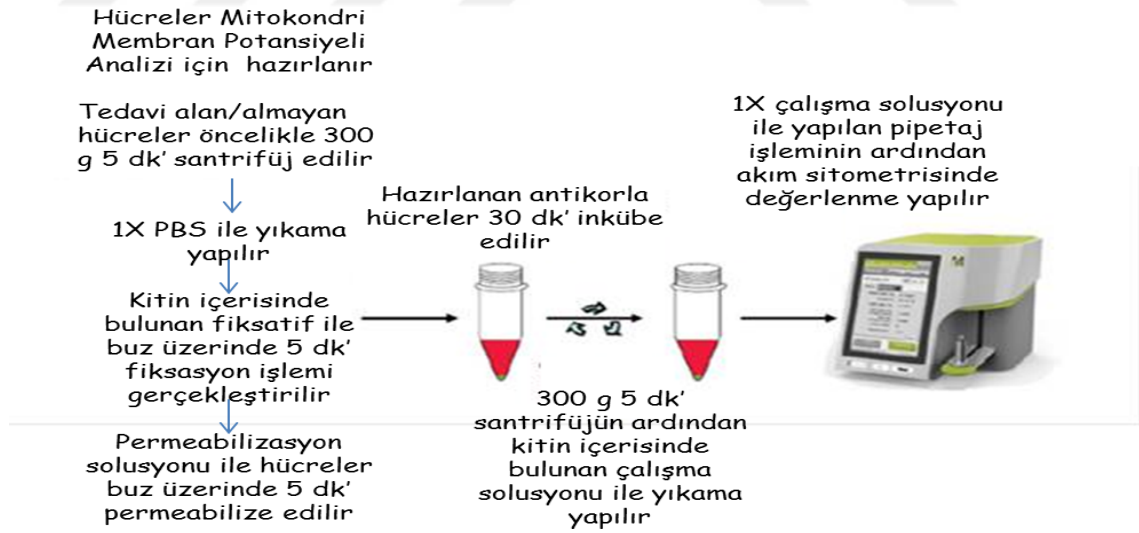 Hücreler Mitokondri
Membran Potansiyeli
Analizi için hazırlanır
Tedavi alan/almayan
hücreler öncelikle 300
g 5 dk’ santrifüj edilir
1X PBS ile yıkama
yapılır
Kitin içerisinde
bulunan fiksatif ile
buz üzerinde 5 dk’
fiksasyon işlemi
gerçekleştirilir
Permeabilizasyon
solusyonu ile hücreler
buz üzerinde 5 dk’
permeabilize edilir
Hazırlanan antikorla
hücreler 30 dk’ inkübe
edilir
300 g 5 dk’
santrifüjün ardından
kitin içerisinde
bulunan çalışma
solusyonu ile yıkama
yapılır
1X çalışma solusyonu
ile yapılan pipetaj
işleminin ardından
akım sitometrisinde
değerlenme yapılır